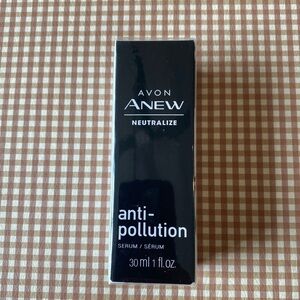 AVON
ANEW
NEUTRALIZE
anti-
pollution
SERUM / SÉRUM
30 ml 1 fl.oz.